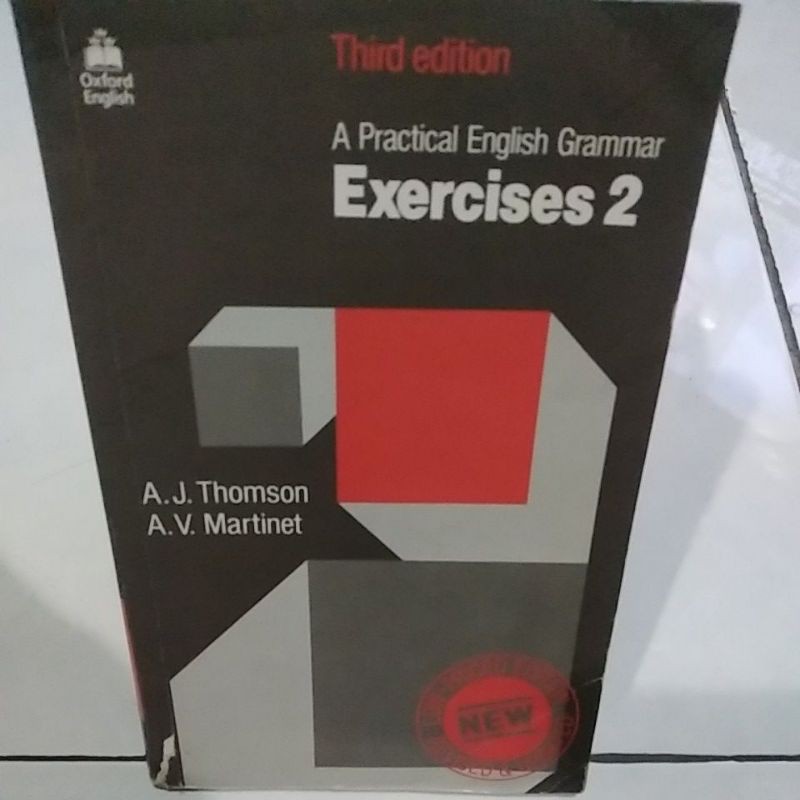 Oxford
English
Third edition
A Practical English Grammar
Exercises 2
A.J. Thomson
A.V. Martinet
NEW